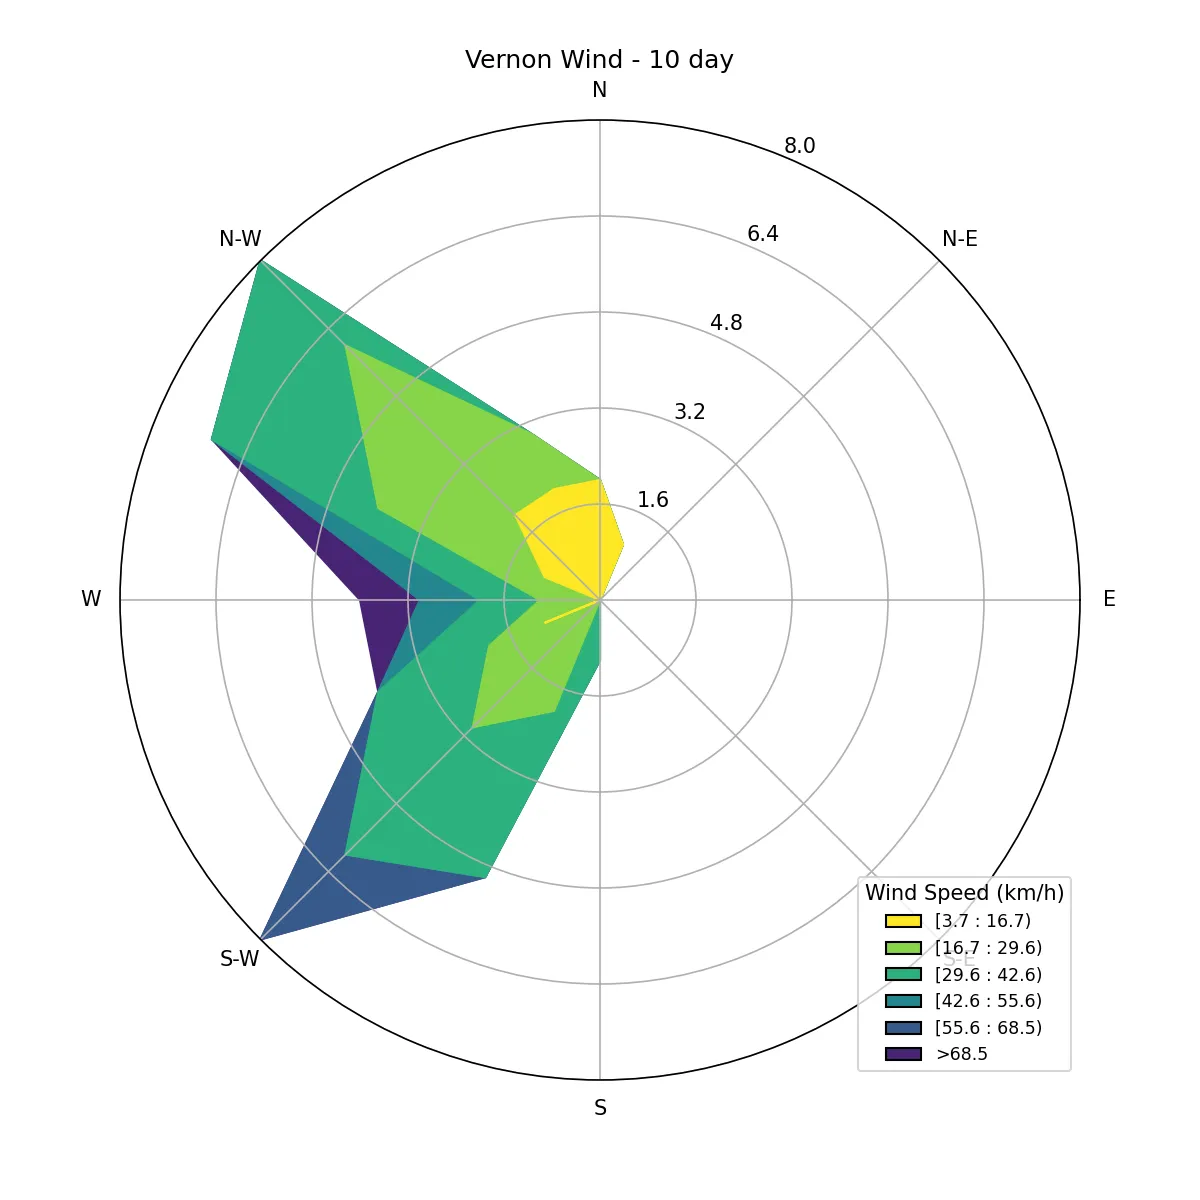 Vernon Wind - 10 day
N
8.0
N-W
6.4
N-E
4.8
3.2
1.6
W
E
S-W
S-E
S
Wind Speed (km/h)
[3.7 : 16.7)
[16.7 : 29.6)
[29.6 : 42.6)
[42.6 : 55.6)
[55.6 : 68.5)
>68.5